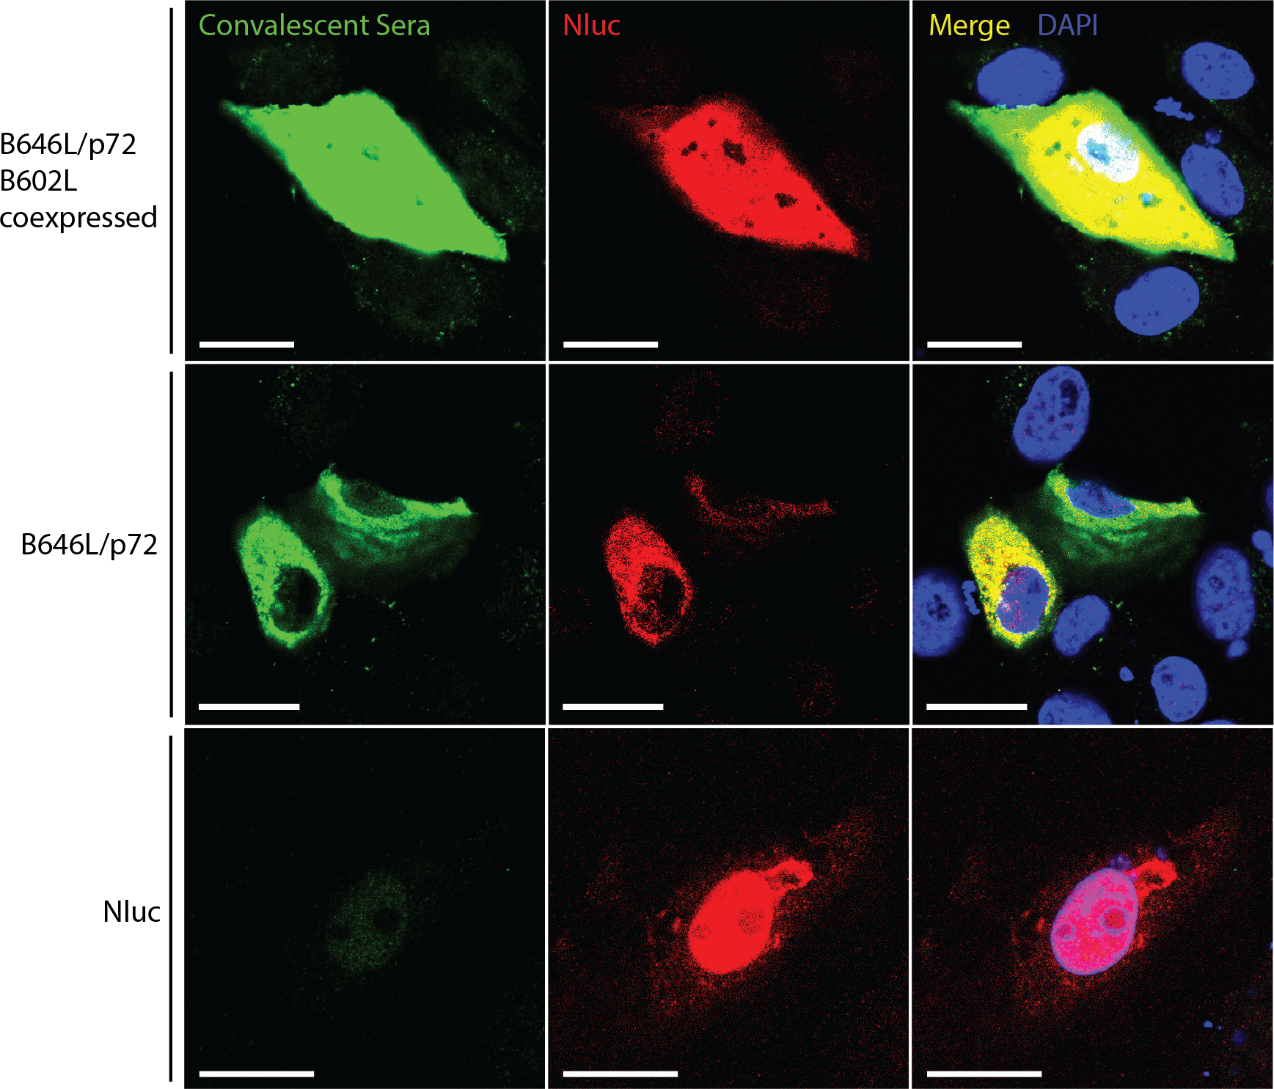 Convalescent Sera
Nluc
Merge DAPI
B646L/p72
B602L
coexpressed
B646L/p72
Nluc